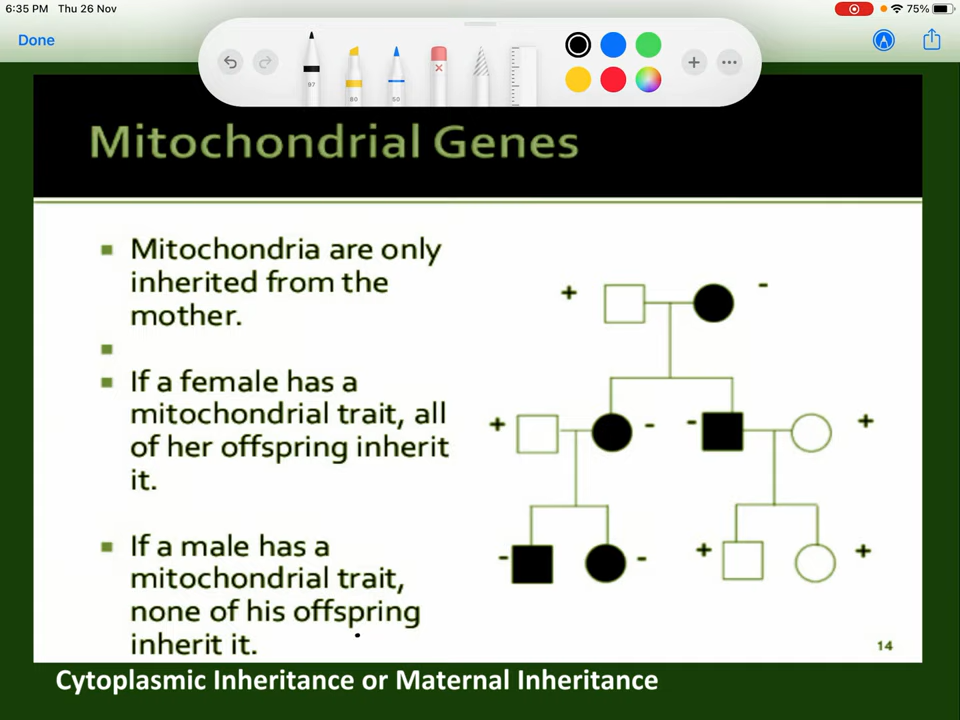 6:35 PM Thu 26 Nov
75%
Done
97
80
50
Mitochondrial Genes
Mitochondria are only
inherited from the
mother.
If a female has a
mitochondrial trait, all
of her offspring inherit
it.
If a male has a
mitochondrial trait,
none of his offspring
inherit it.
+ -
+ - - +
- - + +
14
Cytoplasmic Inheritance or Maternal Inheritance